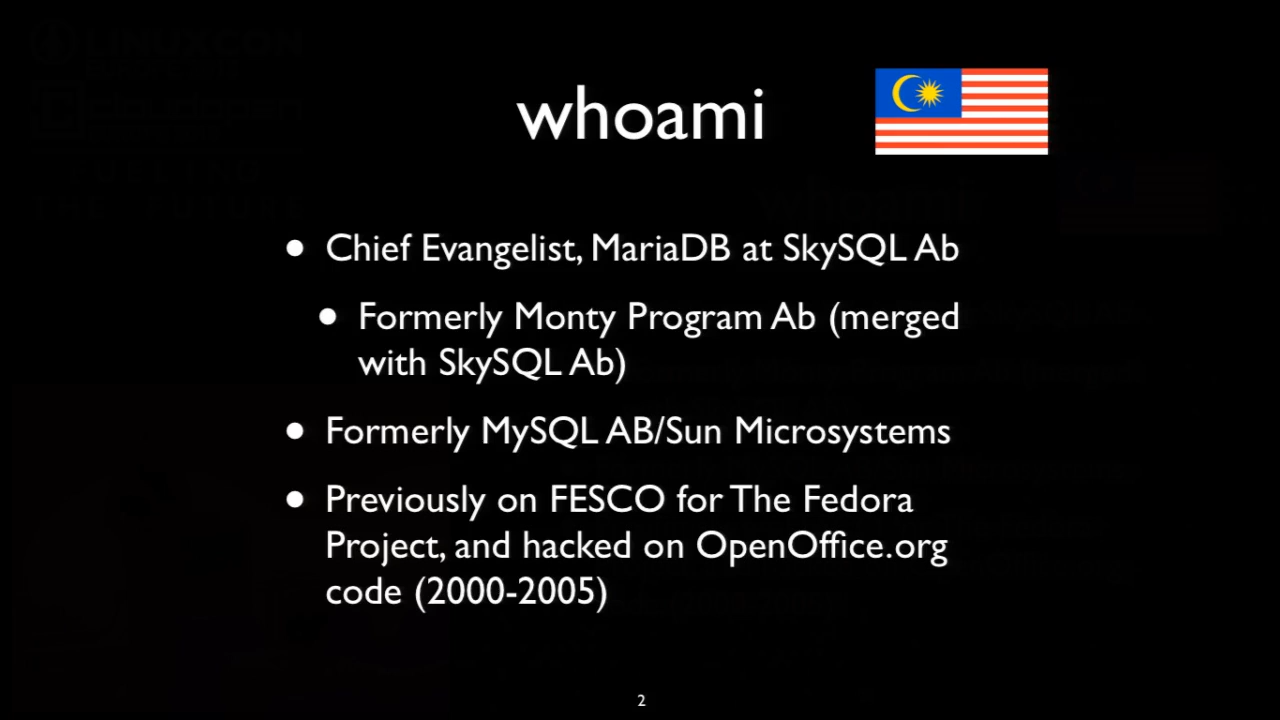 whoami
• Chief Evangelist, MariaDB at SkySQL Ab
• Formerly Monty Program Ab (merged
with SkySQL Ab)
• Formerly MySQL AB/Sun Microsystems
• Previously on FESCO for The Fedora
Project, and hacked on OpenOffice.org
code (2000-2005)
2